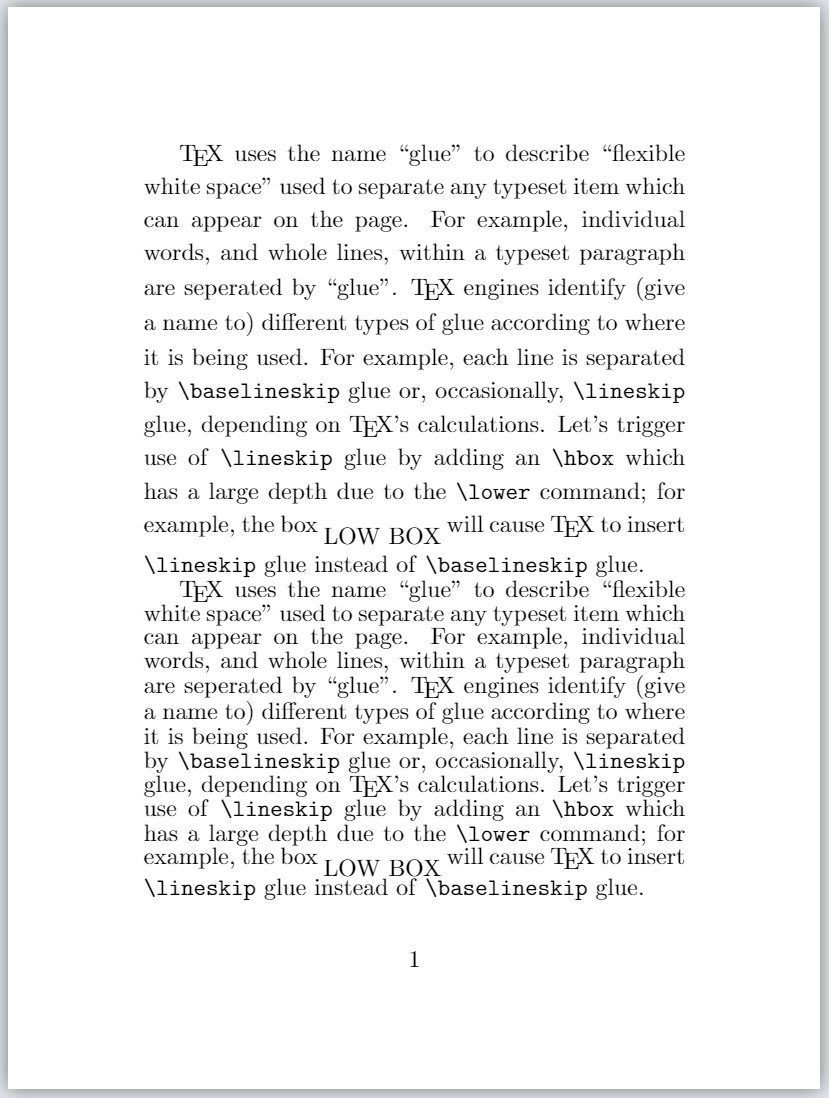 TEX uses the name “glue” to describe “flexible
white space” used to separate any typeset item which
can appear on the page. For example, individual
words, and whole lines, within a typeset paragraph
are seperated by “glue”. TEX engines identify (give
a name to) different types of glue according to where
it is being used. For example, each line is separated
by \baselineskip glue or, occasionally, \lineskip
glue, depending on TEX’s calculations. Let’s trigger
use of \lineskip glue by adding an \hbox which
has a large depth due to the \lower command; for
example, the box LOW BOX will cause TEX to insert
\lineskip glue instead of \baselineskip glue.
TEX uses the name “glue” to describe “flexible
white space” used to separate any typeset item which
can appear on the page. For example, individual
words, and whole lines, within a typeset paragraph
are seperated by “glue”. TEX engines identify (give
a name to) different types of glue according to where
it is being used. For example, each line is separated
by \baselineskip glue or, occasionally, \lineskip
glue, depending on TEX’s calculations. Let’s trigger
use of \lineskip glue by adding an \hbox which
has a large depth due to the \lower command; for
example, the box LOW BOX will cause TEX to insert
\lineskip glue instead of \baselineskip glue.
1